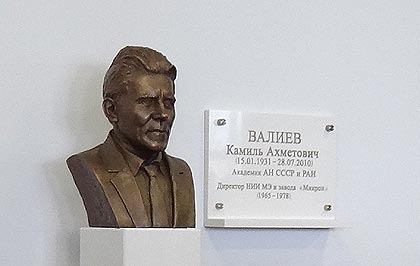 ВАЛИЕВ
Камиль Ахметович
(15.01.1931 – 28.07.2010)
Академик АН СССР и РАН
Директор НИИ МЭ и завода «Микрон»
(1965 – 1978)